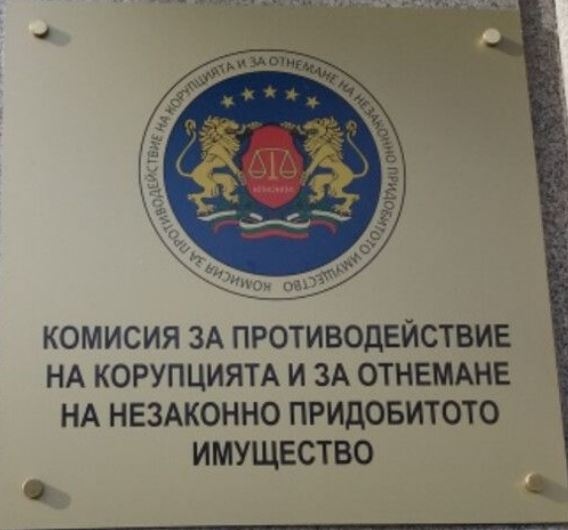 КОМИСИЯ ЗА ПРОТИВОДЕЙСТВИЕ НА КОРУПЦИЯТА И ЗА ОТНЕМАНЕ НА НЕЗАКОННО ПРИДОБИТОТО ИМУЩЕСТВО
КОМИСИЯ ЗА ПРОТИВОДЕЙСТВИЕ
НА КОРУПЦИЯТА И ЗА ОТНЕМАНЕ
НА НЕЗАКОННО ПРИДОБИТОТО
ИМУЩЕСТВО